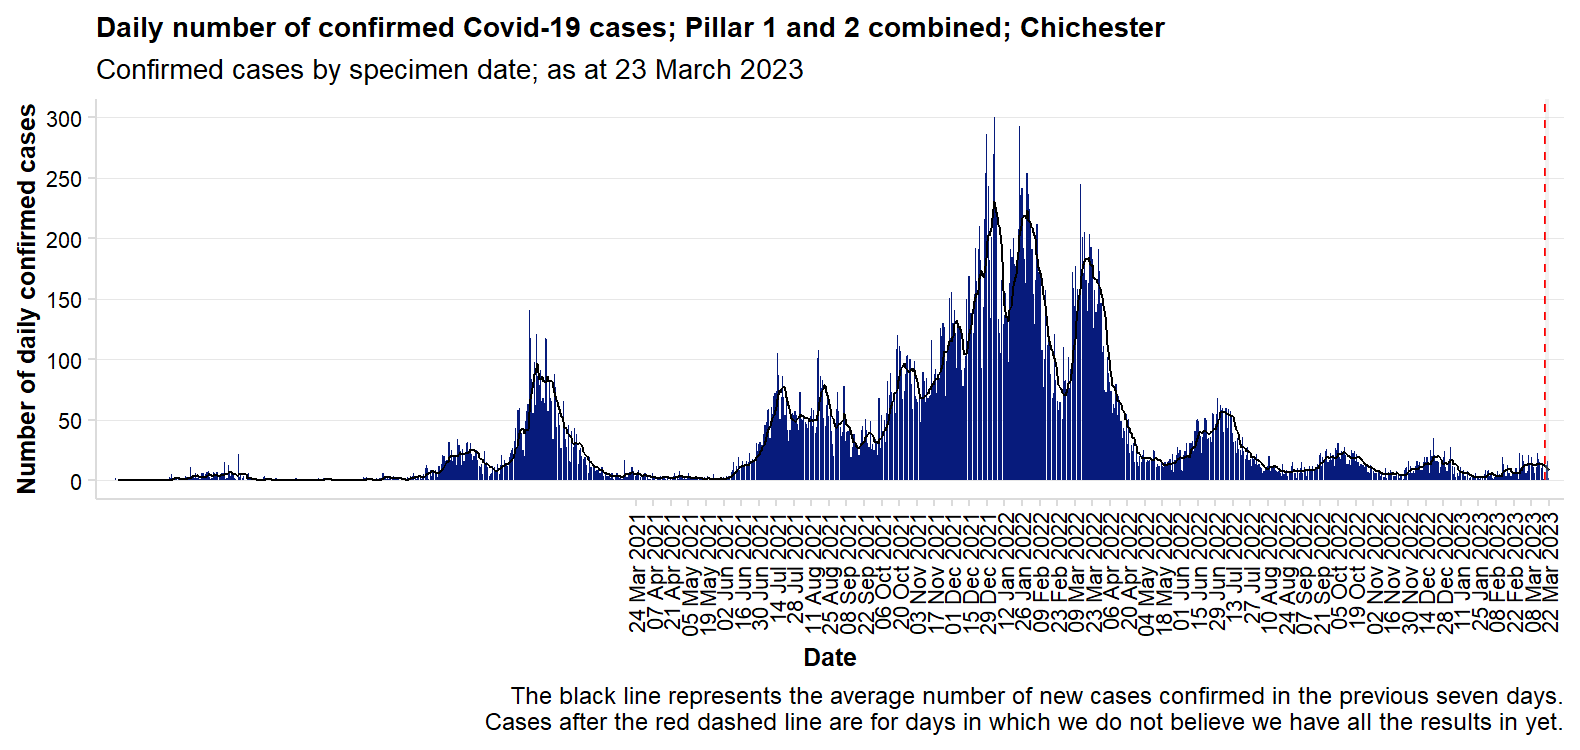 Daily number of confirmed Covid-19 cases; Pillar 1 and 2 combined; Chichester
Confirmed cases by specimen date; as at 23 March 2023
Number of daily confirmed cases
300
250
200
150
100
50
0
24 Mar 2021
07 Apr 2021
21 Apr 2021
05 May 2021
19 May 2021
02 Jun 2021
16 Jun 2021
30 Jun 2021
14 Jul 2021
28 Jul 2021
11 Aug 2021
25 Aug 2021
08 Sep 2021
22 Sep 2021
06 Oct 2021
20 Oct 2021
03 Nov 2021
17 Nov 2021
01 Dec 2021
15 Dec 2021
29 Dec 2021
12 Jan 2022
26 Jan 2022
09 Feb 2022
23 Feb 2022
09 Mar 2022
23 Mar 2022
06 Apr 2022
20 Apr 2022
04 May 2022
18 May 2022
01 Jun 2022
15 Jun 2022
29 Jun 2022
13 Jul 2022
27 Jul 2022
10 Aug 2022
24 Aug 2022
07 Sep 2022
21 Sep 2022
05 Oct 2022
19 Oct 2022
02 Nov 2022
16 Nov 2022
30 Nov 2022
14 Dec 2022
28 Dec 2022
11 Jan 2023
25 Jan 2023
08 Feb 2023
22 Feb 2023
08 Mar 2023
22 Mar 2023
Date
The black line represents the average number of new cases confirmed in the previous seven days.
Cases after the red dashed line are for days in which we do not believe we have all the results in yet.